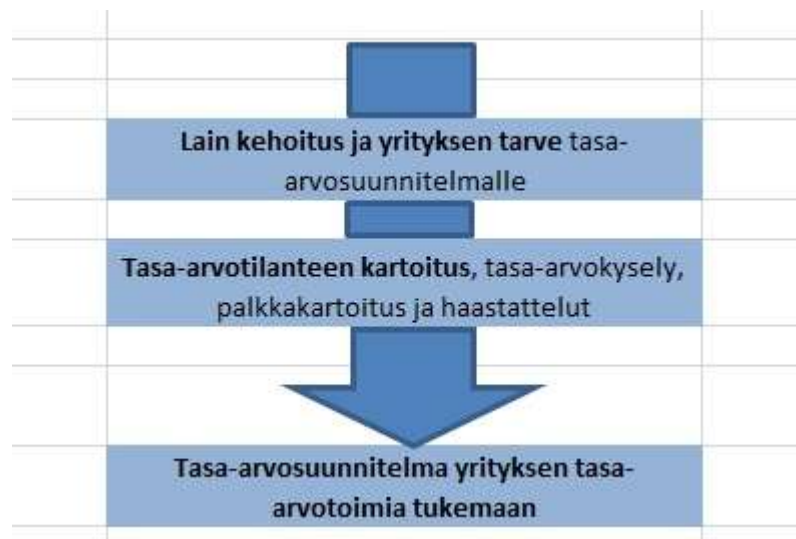 Lain kehoitus ja yrityksen tarve tasa-
arvosuunnitelmalle
Tasa-arvotilanteen kartoitus, tasa-arvokysely,
palkkakartoitus ja haastattelut
Tasa-arvosuunnitelma yrityksen tasa-
arvotoimia tukemaan